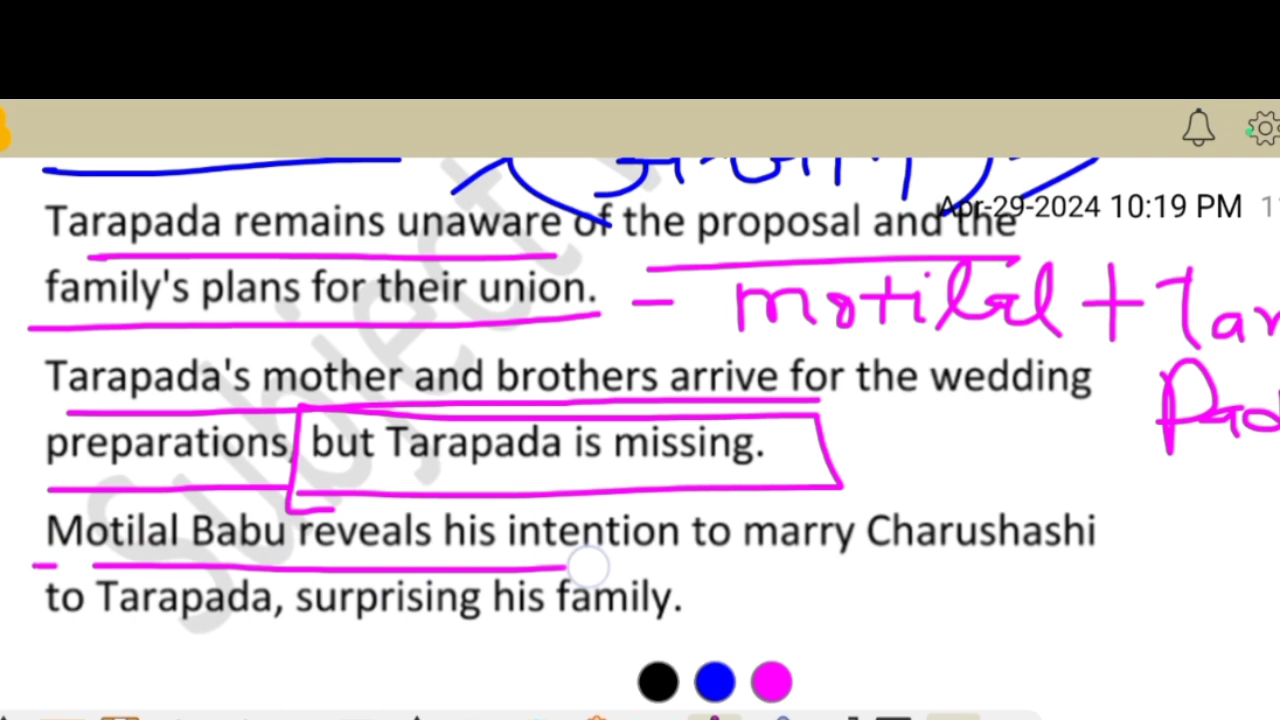 Apr-29-2024 10:19 PM
Tarapada remains unaware of the proposal and the
family's plans for their union. - motilal + Tar
Tarapada's mother and brothers arrive for the wedding
Pad
preparations, but Tarapada is missing.
Motilal Babu reveals his intention to marry Charushashi
to Tarapada, surprising his family.
Subject